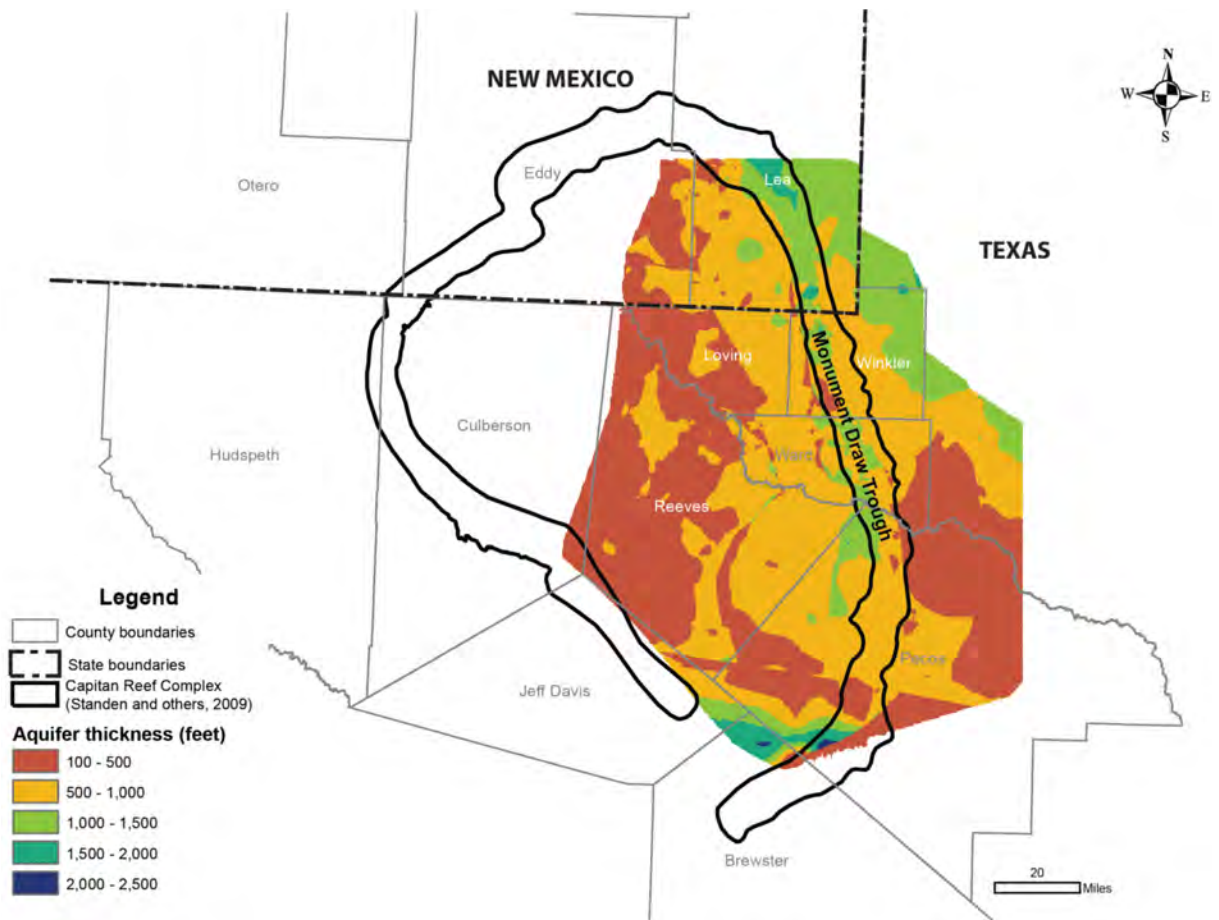 NEW MEXICO
N
W E
S
Eddy
Otero
Lea
TEXAS
Loving
Winkler
Monument Draw Trough
Culberson
Hudspeth
Ward
Reeves
Legend
County boundaries
State boundaries
Capitan Reef Complex
(Standen and others, 2009)
Pecos
Jeff Davis
Aquifer thickness (feet)
100 - 500
500 - 1,000
1,000 - 1,500
1,500 - 2,000
2,000 - 2,500
Brewster
20
Miles